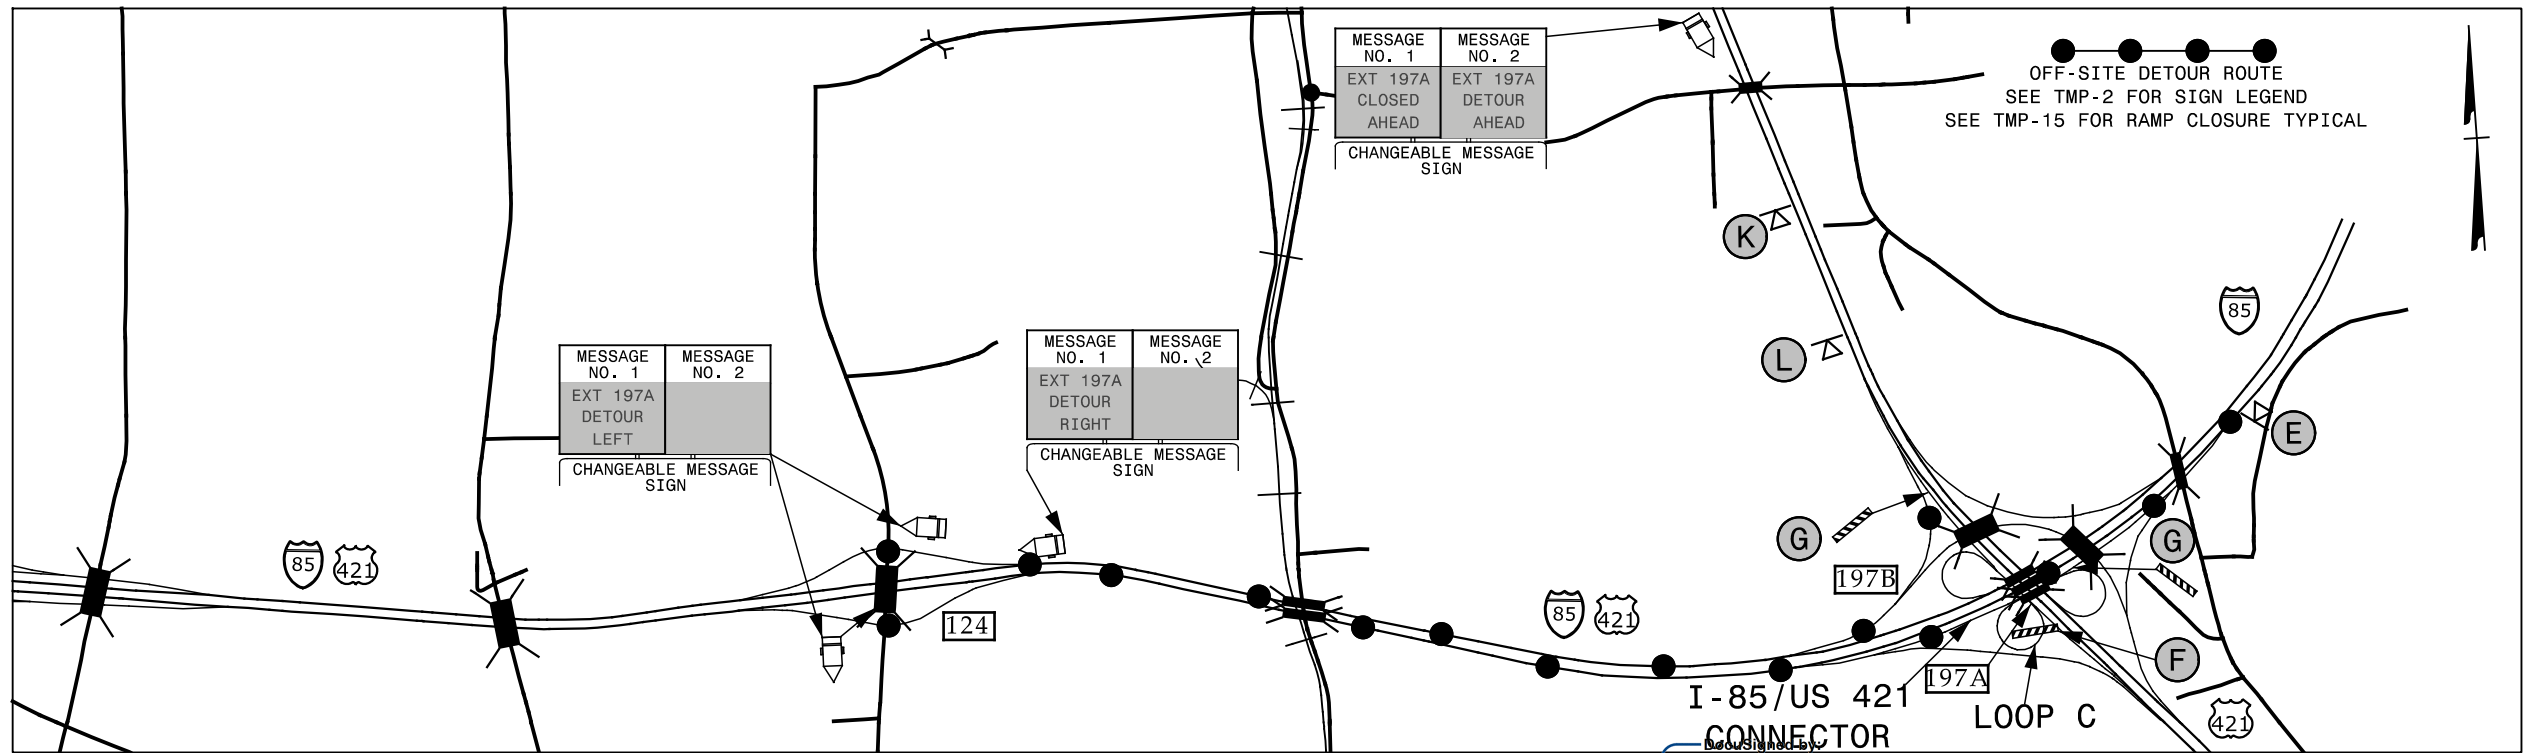 MESSAGE NO. 1
MESSAGE NO. 2
EXT 197A
CLOSED
AHEAD
EXT 197A
DETOUR
AHEAD
CHANGEABLE MESSAGE
SIGN
OFF-SITE DETOUR ROUTE
SEE TMP-2 FOR SIGN LEGEND
SEE TMP-15 FOR RAMP CLOSURE TYPICAL
K
85
MESSAGE NO. 1
MESSAGE NO. 2
EXT 197A
DETOUR
LEFT
CHANGEABLE MESSAGE
SIGN
MESSAGE NO. 1
MESSAGE NO. 2
EXT 197A
DETOUR
RIGHT
CHANGEABLE MESSAGE
SIGN
L
E
G
G
85
421
197B
124
85
421
F
197A
I-85/US 421
CONNECTOR
LOOP C
421
DocuSigned by: